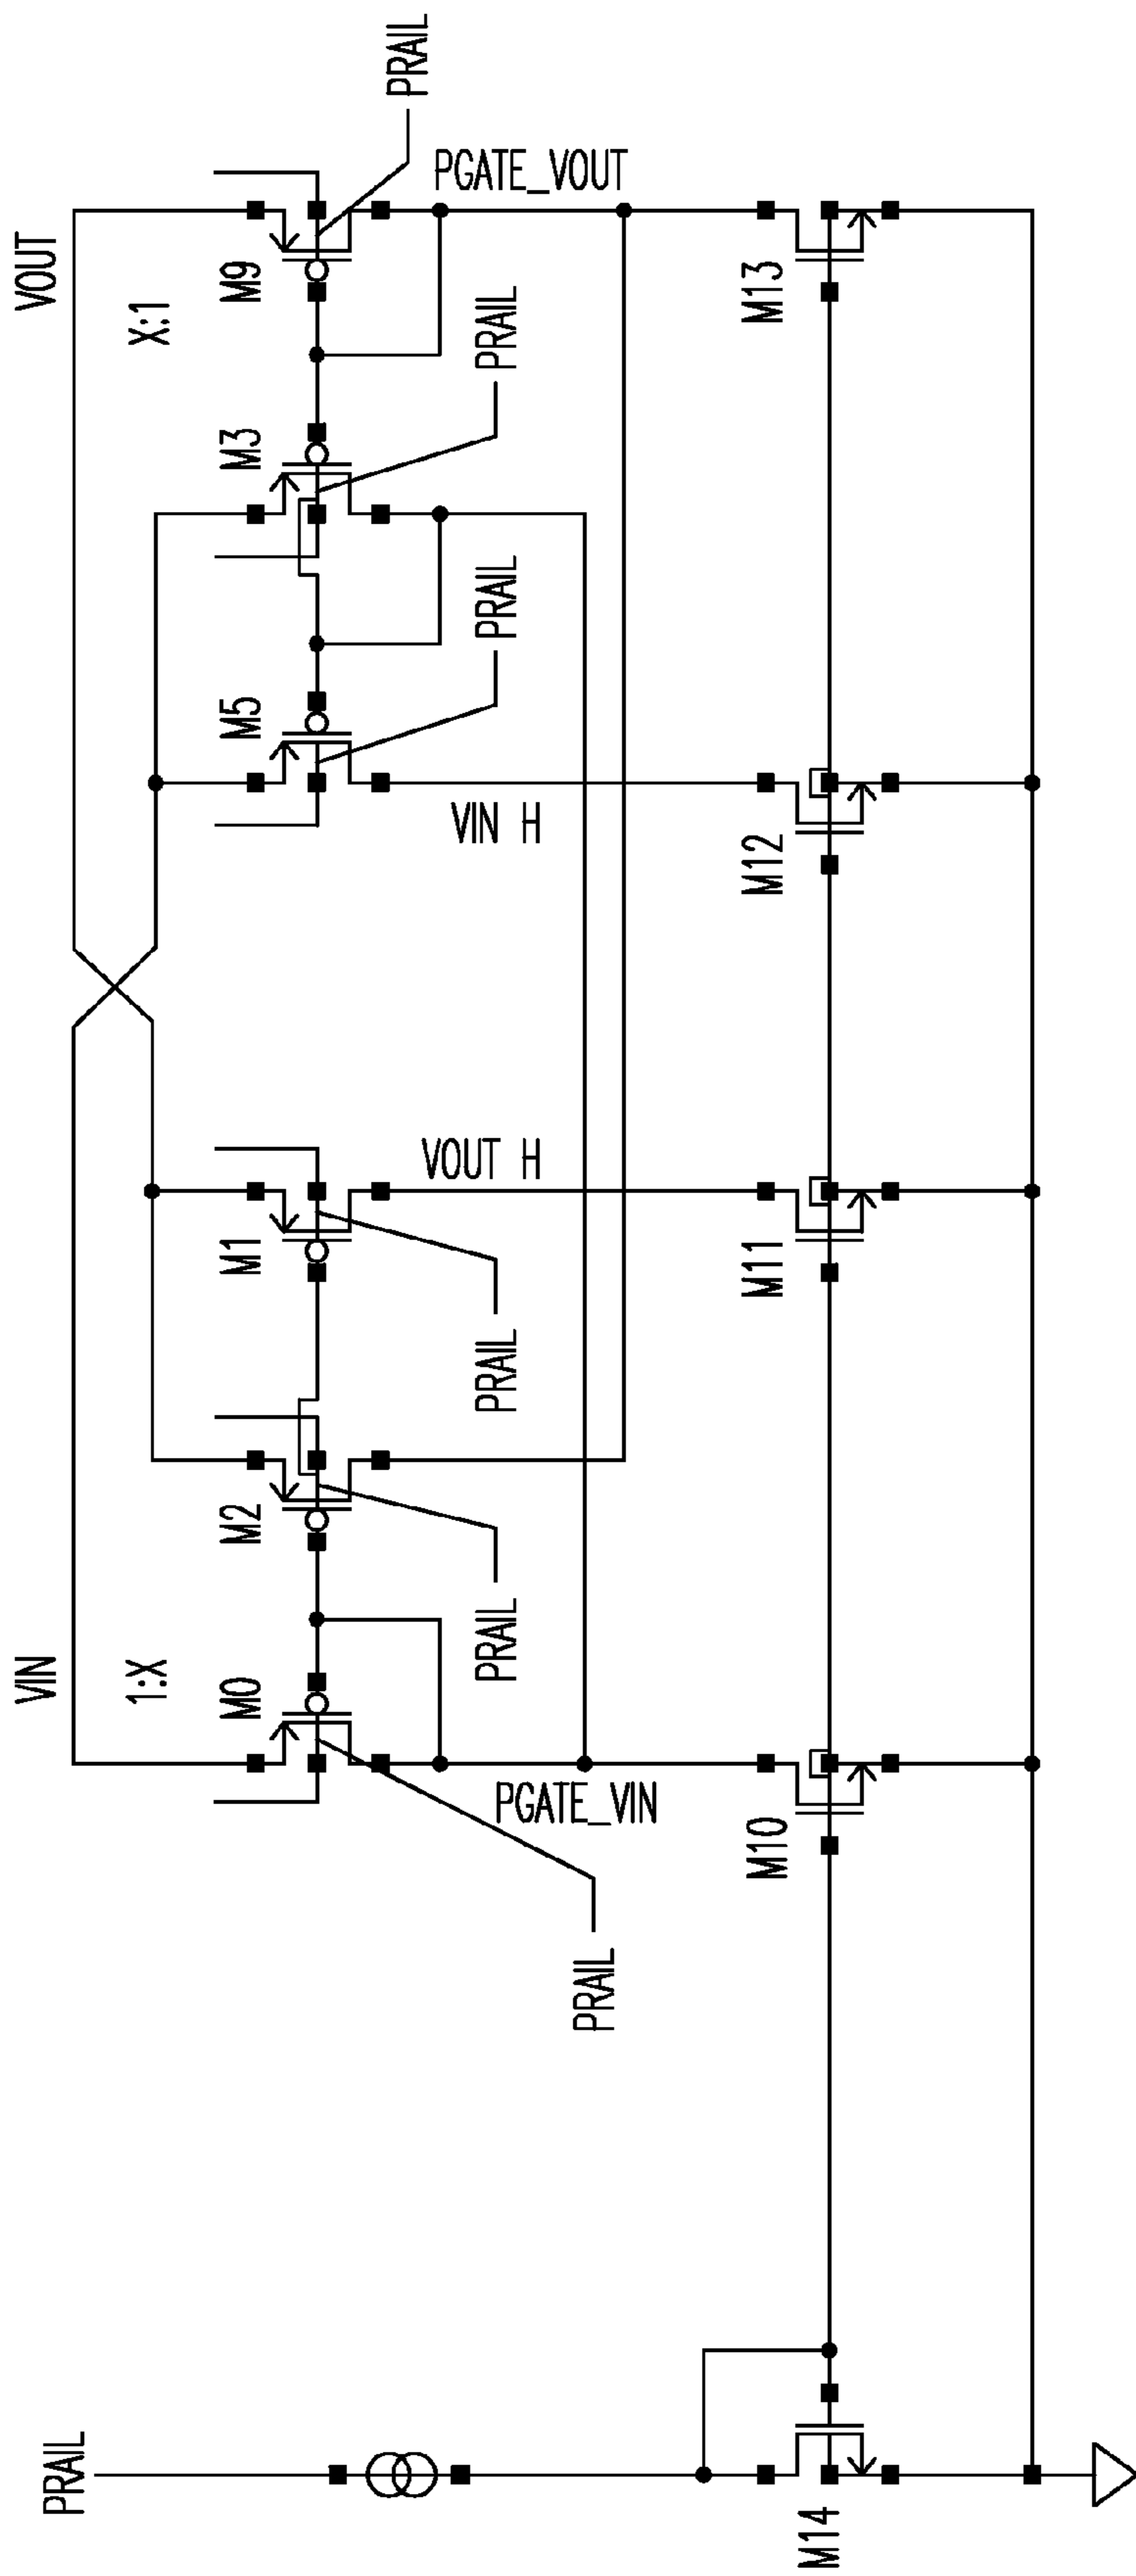 PRAIL
VIN
VOUT
1:X
X:1
M0
M2
M1
M5
M3
M9
PRAIL
PRAIL
PRAIL
PRAIL
PRAIL
PRAIL
PGATE_VIN
VOUT H
VIN H
PGATE_VOUT
M14
M10
M11
M12
M13